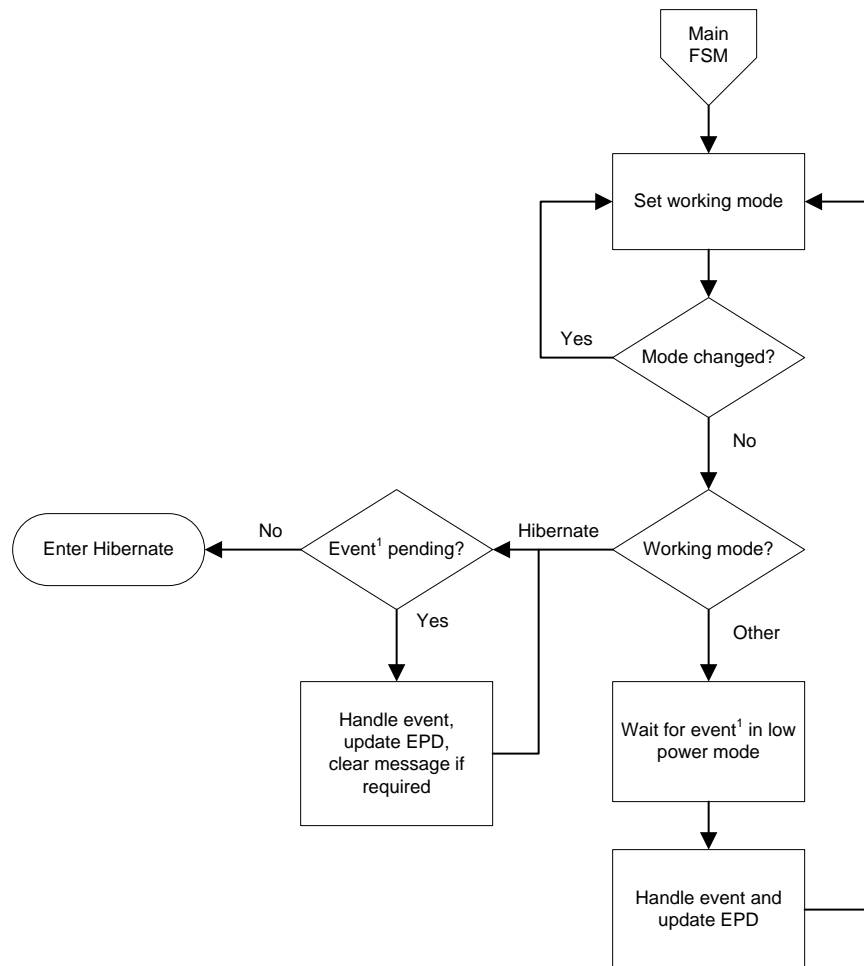 Main
FSM
Set working mode
Yes
Mode changed?
No
No
Hibernate
Enter Hibernate
Event¹ pending?
Working mode?
Yes
Other
Handle event,
update EPD,
clear message if
required
Wait for event¹ in low
power mode
Handle event and
update EPD